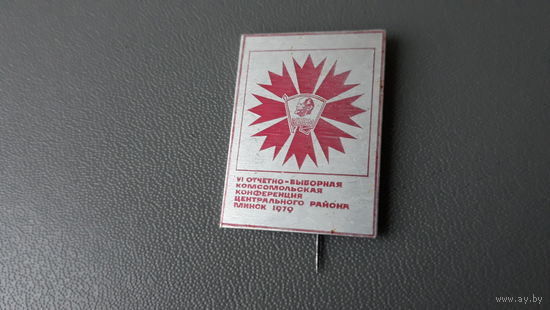 VI ОТЧЕТНО-ВЫБОРНАЯ
КОМСОМОЛЬСКАЯ
КОНФЕРЕНЦИЯ
ЦЕНТРАЛЬНОГО РАЙОНА
МИНСК 1979
www.ay.by